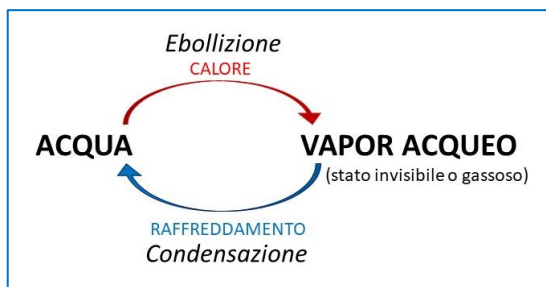 Ebollizione
CALORE
ACQUA
VAPOR ACQUEO
(stato invisibile o gassoso)
RAFFREDDAMENTO
Condensazione